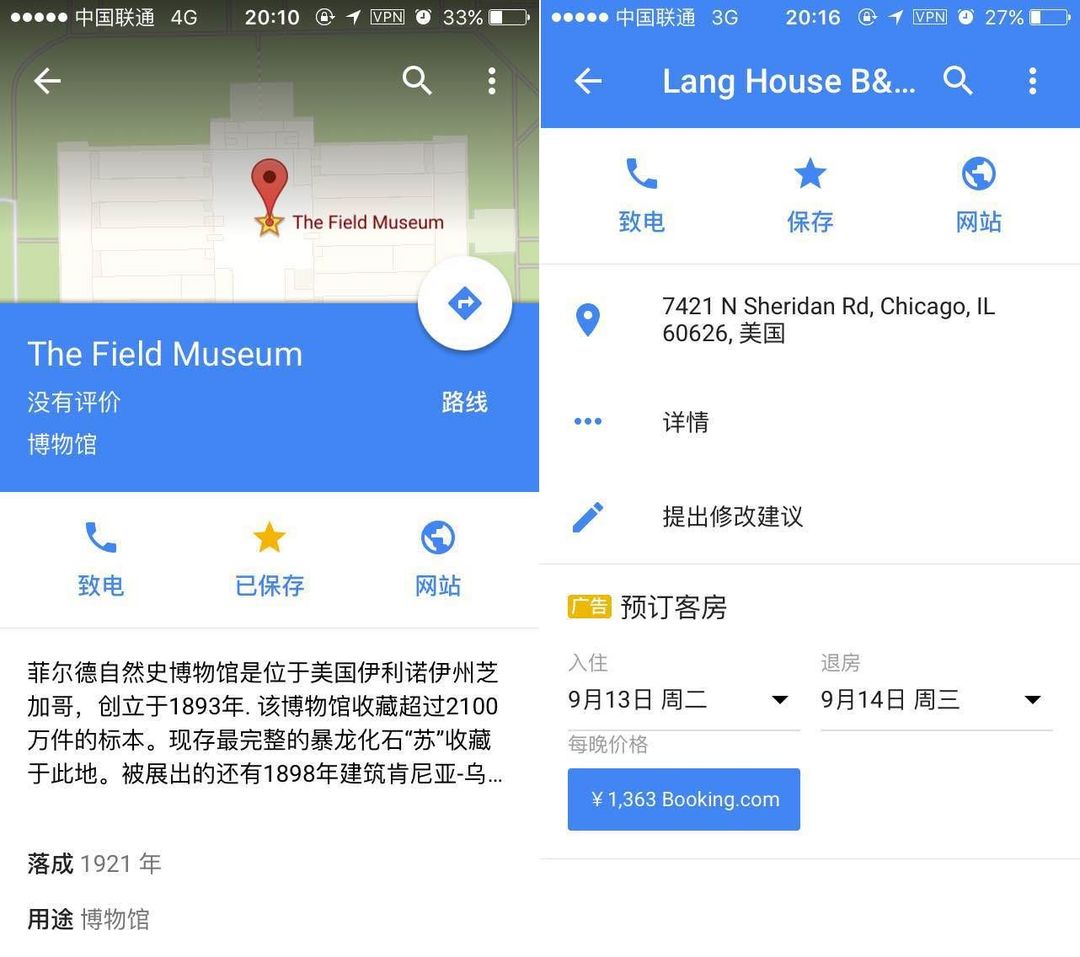 中国联通 4G 20:10 VPN 33%
The Field Museum
The Field Museum
没有评价
路线
博物馆
致电
已保存
网站
菲尔德自然史博物馆是位于美国伊利诺伊州芝
加哥，创立于1893年. 该博物馆收藏超过2100
万件的标本。现存最完整的暴龙化石“苏”收藏
于此地。被展出的还有1898年建筑肯尼亚-乌...
落成 1921 年
用途 博物馆
中国联通 3G 20:16 VPN 27%
Lang House B&...
致电
保存
网站
7421 N Sheridan Rd, Chicago, IL
60626, 美国
详情
提出修改建议
广告 预订客房
入住
退房
9月13日 周二
9月14日 周三
每晚价格
￥1,363 Booking.com